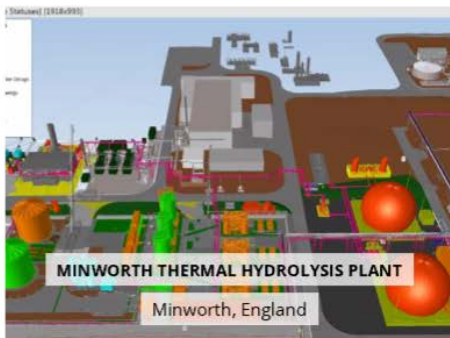 Statuses) (1918x993)
MINWORTH THERMAL HYDROLYSIS PLANT
Minworth, England